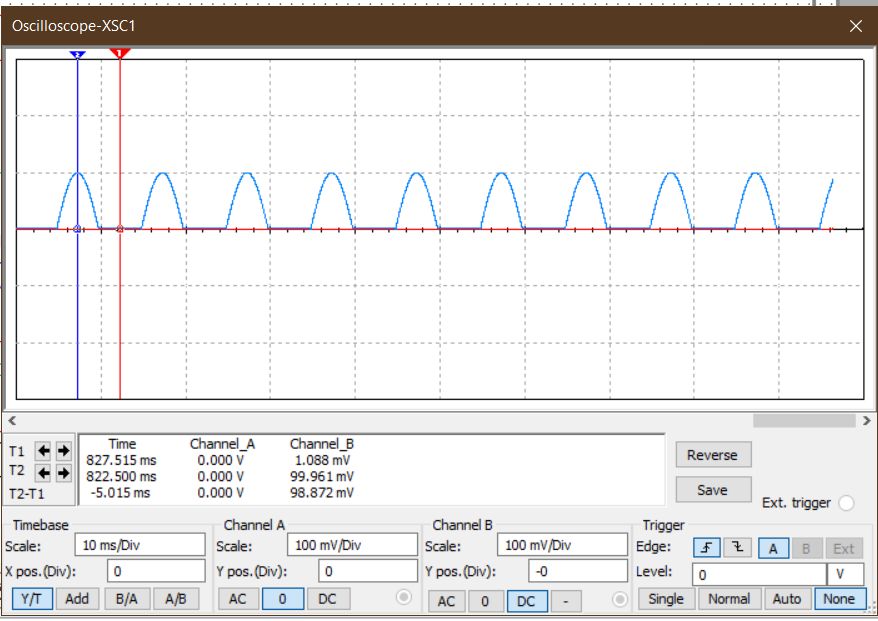 Oscilloscope-XSC1
2 1
Time Channel_A Channel_B
T1 827.515 ms 0.000 V 1.088 mV
T2 822.500 ms 0.000 V 99.961 mV
T2-T1 -5.015 ms 0.000 V 98.872 mV
Reverse
Save
Ext. trigger
Timebase
Scale: 10 ms/Div
X pos.(Div): 0
Y/T Add B/A A/B
Channel A
Scale: 100 mV/Div
Y pos.(Div): 0
AC 0 DC
Channel B
Scale: 100 mV/Div
Y pos.(Div): -0
AC 0 DC -
Trigger
Edge: A B Ext
Level: 0 V
Single Normal Auto None